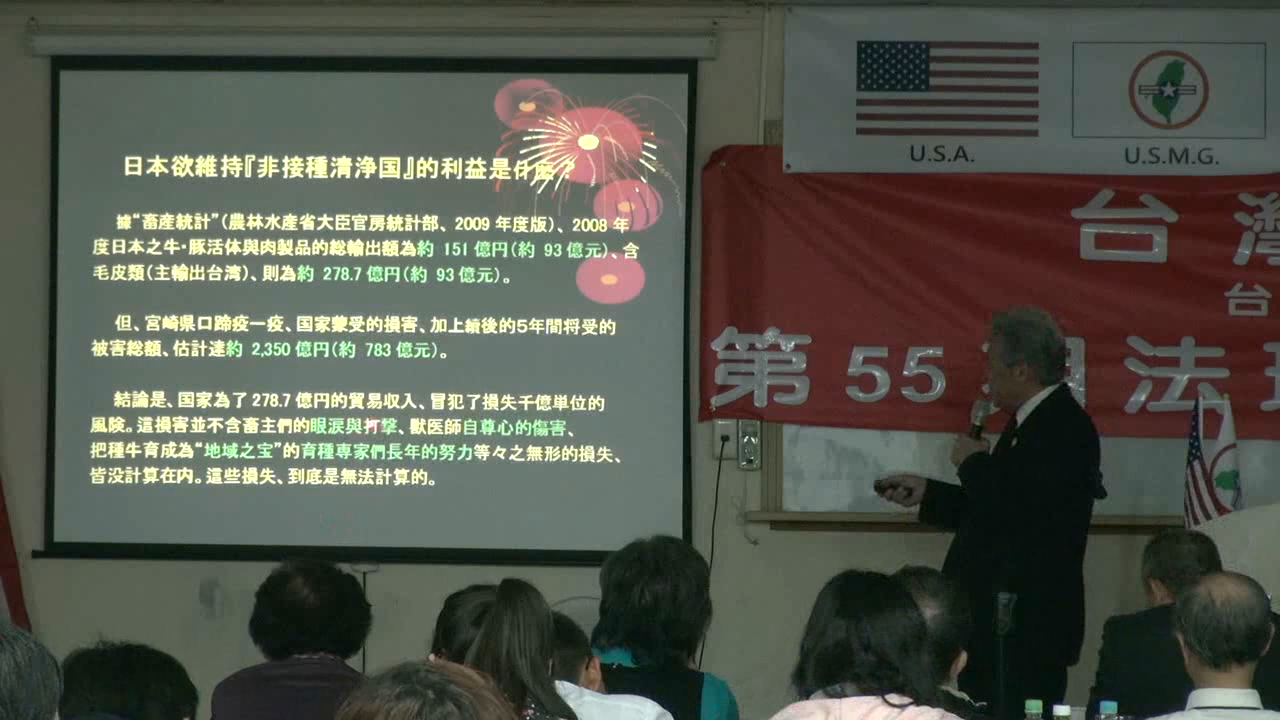 日本欲維持『非接種清浄国』的利益是什麼？
據“畜産統計”（農林水産省大臣官房統計部、2009 年度版）、2008 年
度日本之牛・豚活体與肉製品的総輸出額為約 151 億円（約 93 億元）、含
毛皮類（主輸出台湾）、則為約 278.7 億円（約 93 億元）。
但、宮崎県口蹄疫一疫、国家蒙受的損害、加上績後的5年間将受的
被害総額、估計達約 2,350 億円（約 783 億元）。
結論是、国家為了 278.7 億円的貿易収入、冒犯了損失千億単位的
風険。這損害並不含畜主們的眼涙與打撃、獣医師自尊心的傷害、
把種牛育成為“地域之宝”的育種専家們長年的努力等々之無形的損失、
皆没計算在内。這些損失、到底是無法計算的。
U.S.A.
U.S.M.G.
台 灣
台
第 55 期法理